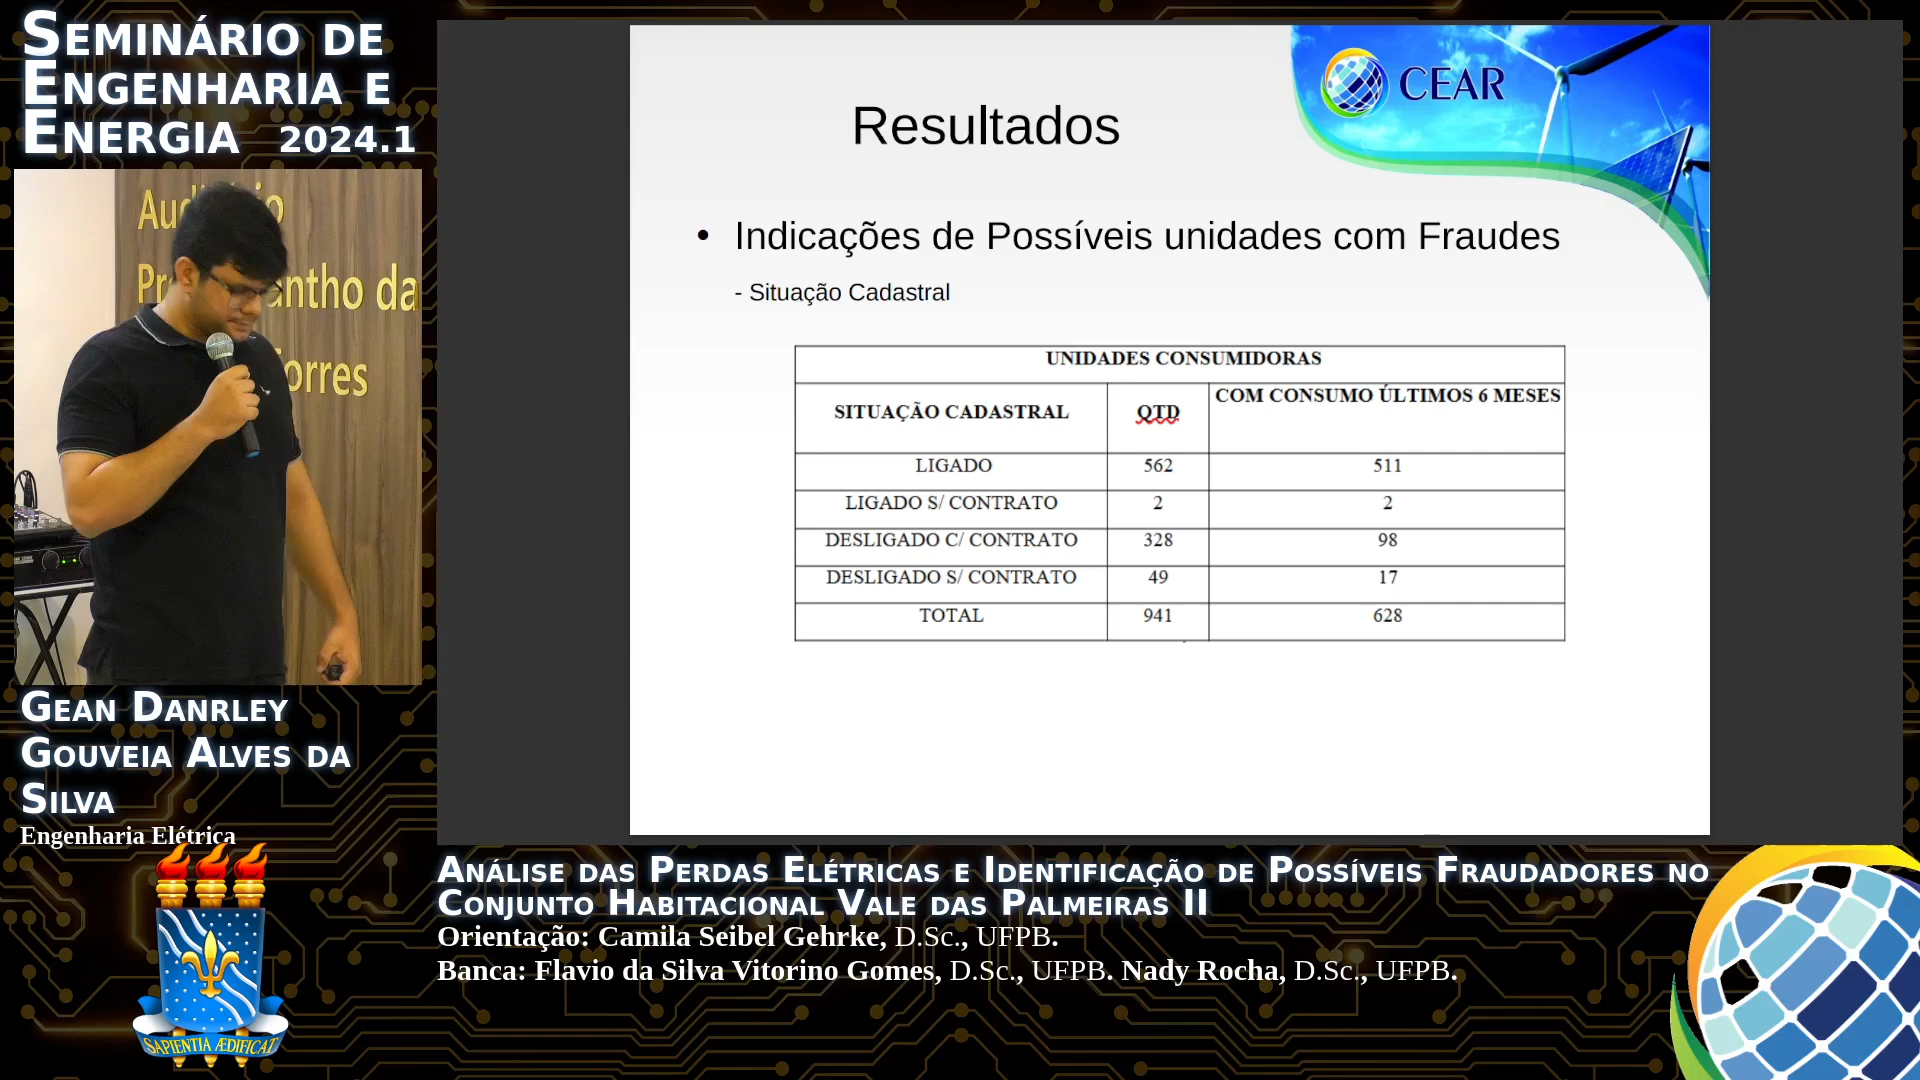 SEMINÁRIO DE
ENGENHARIA E
ENERGIA 2024.1
antho da
orres
GEAN DANRLEY
GOUVEIA ALVES DA
SILVA
Engenharia Elétrica
SAPIENTIA ÆDIFICAT
CEAR
Resultados
• Indicações de Possíveis unidades com Fraudes
- Situação Cadastral
UNIDADES CONSUMIDORAS
SITUAÇÃO CADASTRAL QTD COM CONSUMO ÚLTIMOS 6 MESES
LIGADO 562 511
LIGADO S/ CONTRATO 2 2
DESLIGADO C/ CONTRATO 328 98
DESLIGADO S/ CONTRATO 49 17
TOTAL 941 628
ANÁLISE DAS PERDAS ELÉTRICAS E IDENTIFICAÇÃO DE POSSÍVEIS FRAUDADORES NO
CONJUNTO HABITACIONAL VALE DAS PALMEIRAS II
Orientação: Camila Seibel Gehrke, D.Sc., UFPB.
Banca: Flavio da Silva Vitorino Gomes, D.Sc., UFPB. Nady Rocha, D.Sc., UFPB.